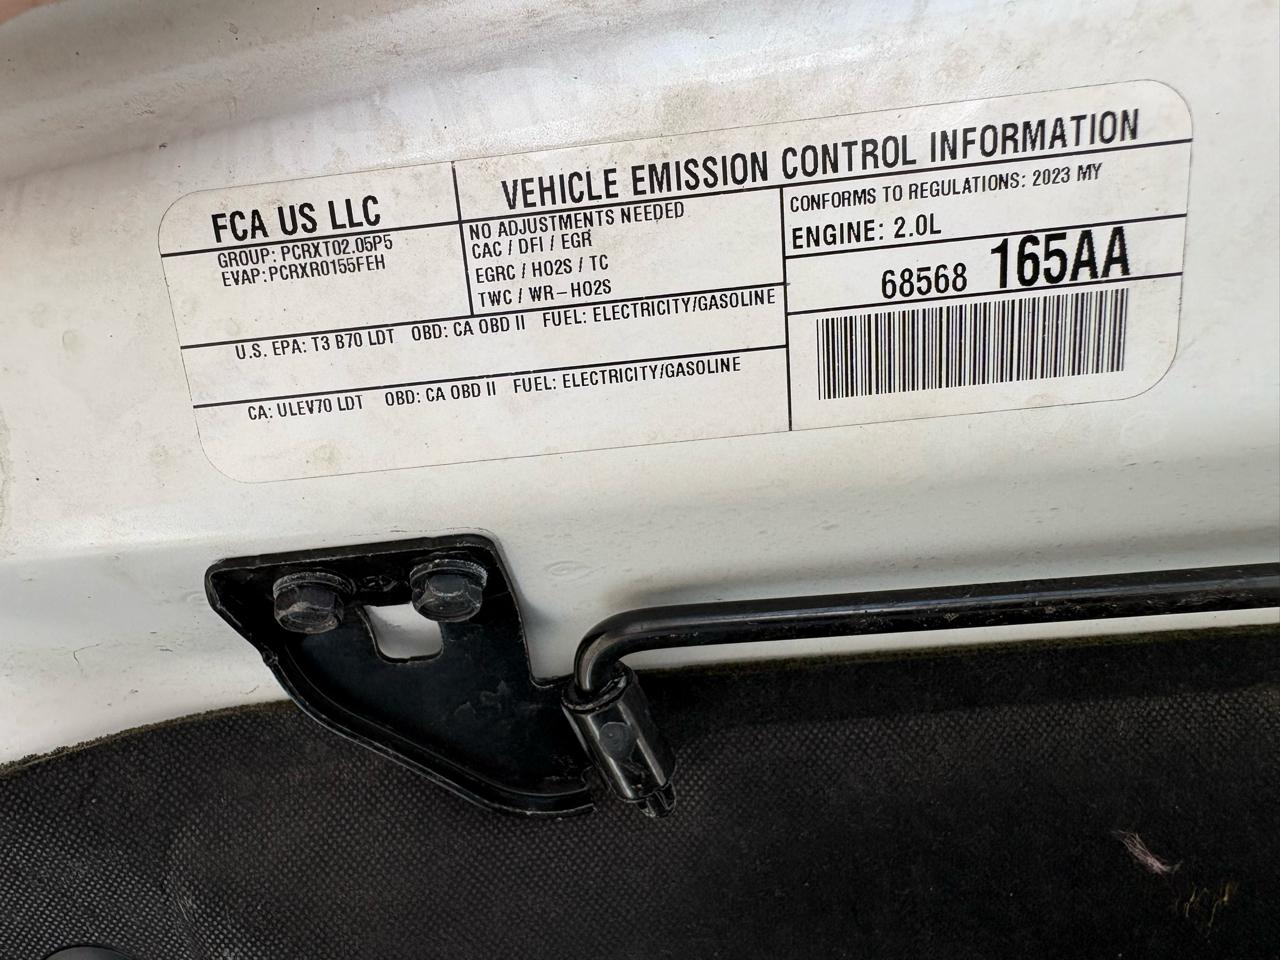 FCA US LLC
GROUP: PCRXT02.05P5
EVAP:PCRXR0155FEH
VEHICLE EMISSION CONTROL INFORMATION
NO ADJUSTMENTS NEEDED
CAC / DFI / EGR
EGRC / HO2S / TC
TWC / WR-HO2S
CONFORMS TO REGULATIONS: 2023 MY
ENGINE: 2.0L
68568 165AA
U.S. EPA: T3 B70 LDT OBD: CA OBD II FUEL: ELECTRICITY/GASOLINE
CA: ULEV70 LDT OBD: CA OBD II FUEL: ELECTRICITY/GASOLINE